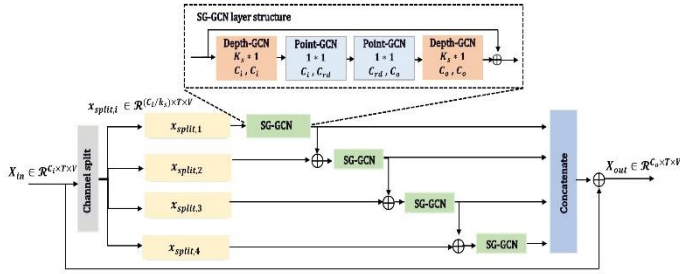 SG-GCN layer structure
Depth-GCN
K_s * 1
C_i , C_i
Point-GCN
1 * 1
C_i, C_rd
Point-GCN
1 * 1
C_rd, C_o
Depth-GCN
K_s * 1
C_o, C_o
x_split,i ∈ ℛ^(C_i/k_s)×T×V
X_in ∈ ℛ^C_i×T×V
Channel split
x_split,1
SG-GCN
x_split,2
SG-GCN
x_split,3
SG-GCN
x_split,4
SG-GCN
Concatenate
X_out ∈ ℛ^C_o×T×V